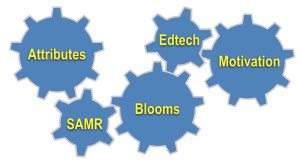 Attributes
Edtech
Motivation
SAMR
Blooms